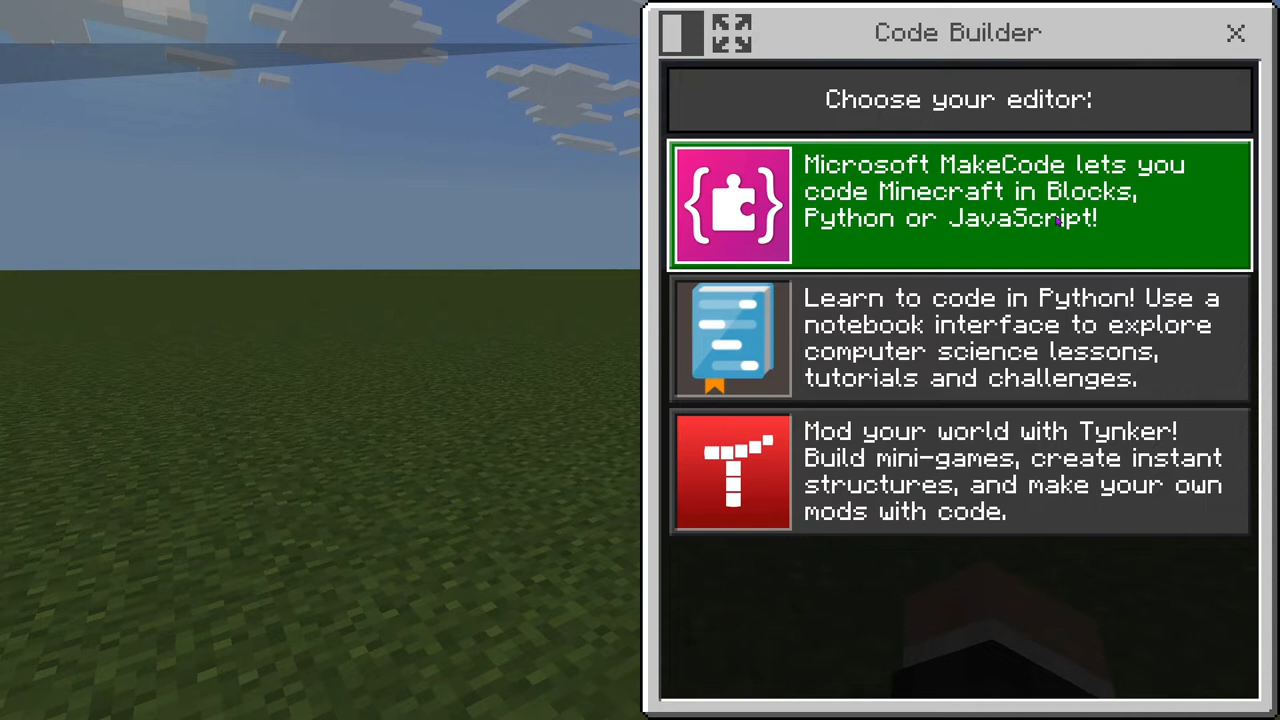 Code Builder
Choose your editor:
Microsoft MakeCode lets you
code Minecraft in Blocks,
Python or JavaScript!
Learn to code in Python! Use a
notebook interface to explore
computer science lessons,
tutorials and challenges.
Mod your world with Tynker!
Build mini-games, create instant
structures, and make your own
mods with code.